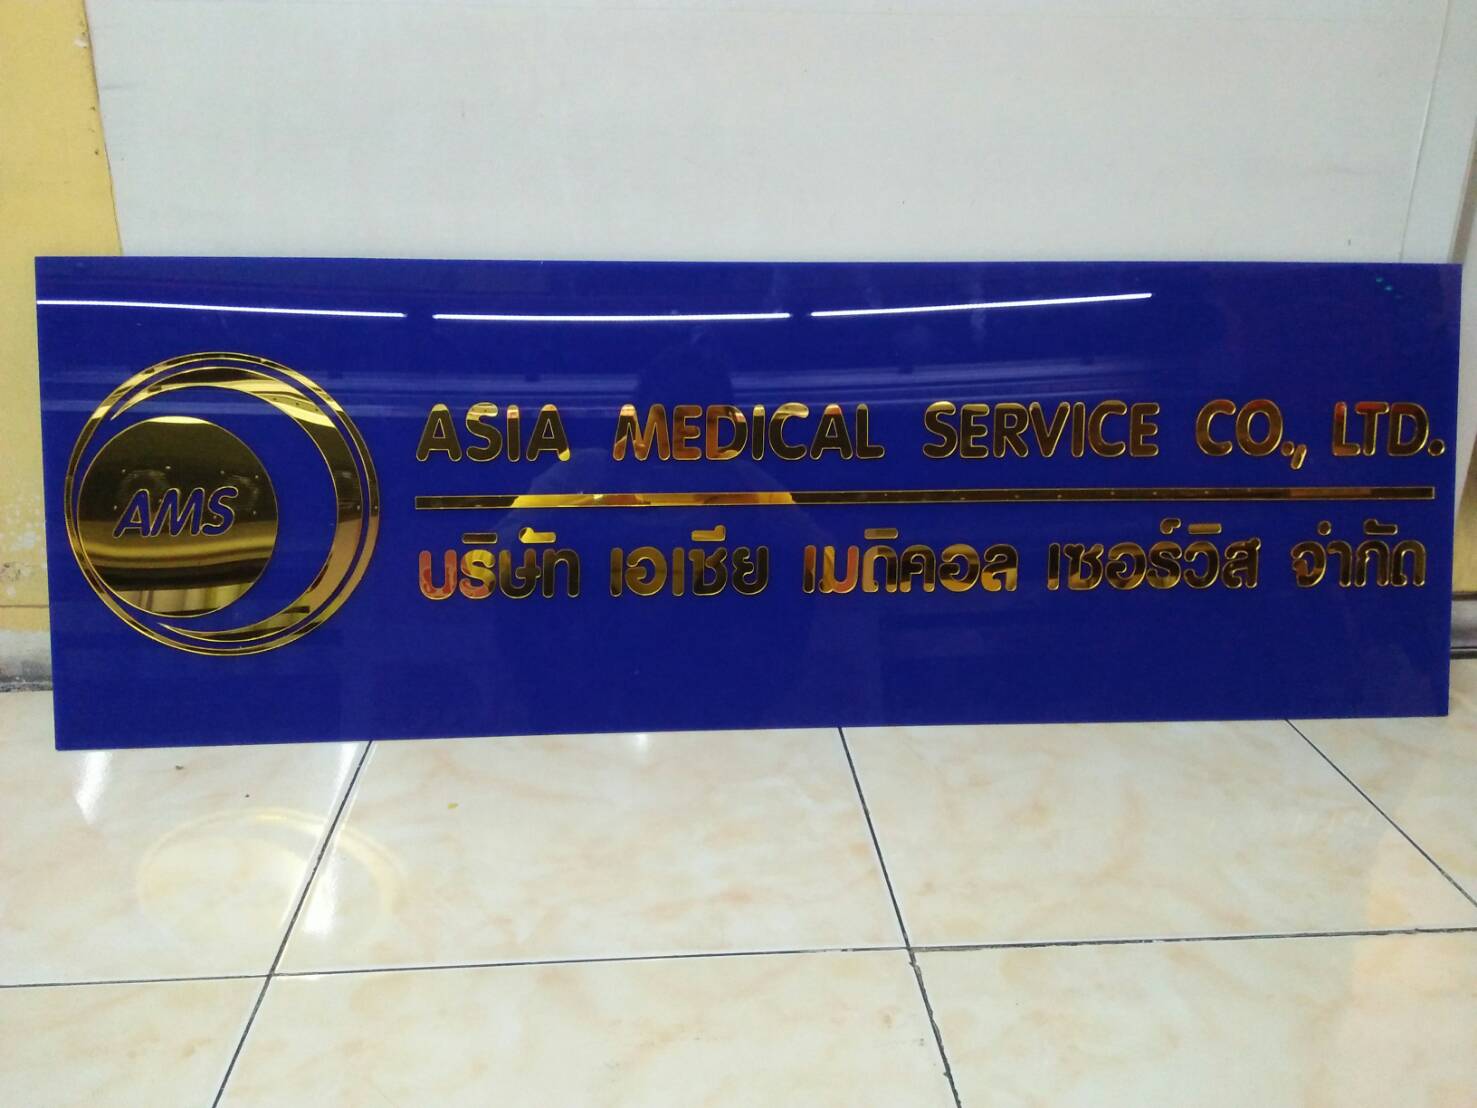 AMS
ASIA MEDICAL SERVICE CO., LTD.
บริษัท เอเชีย เมดิคอล เซอร์วิส จำกัด